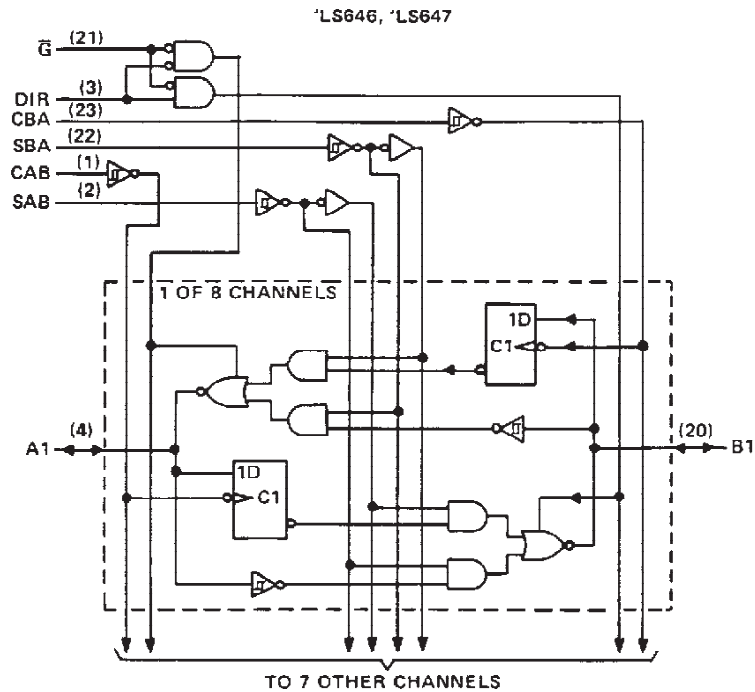 'LS646, 'LS647
G̅ (21)
DIR (3)
CBA (23)
SBA (22)
CAB (1)
SAB (2)
1 OF 8 CHANNELS
1D
C1
A1 (4)
(20) B1
1D
C1
TO 7 OTHER CHANNELS